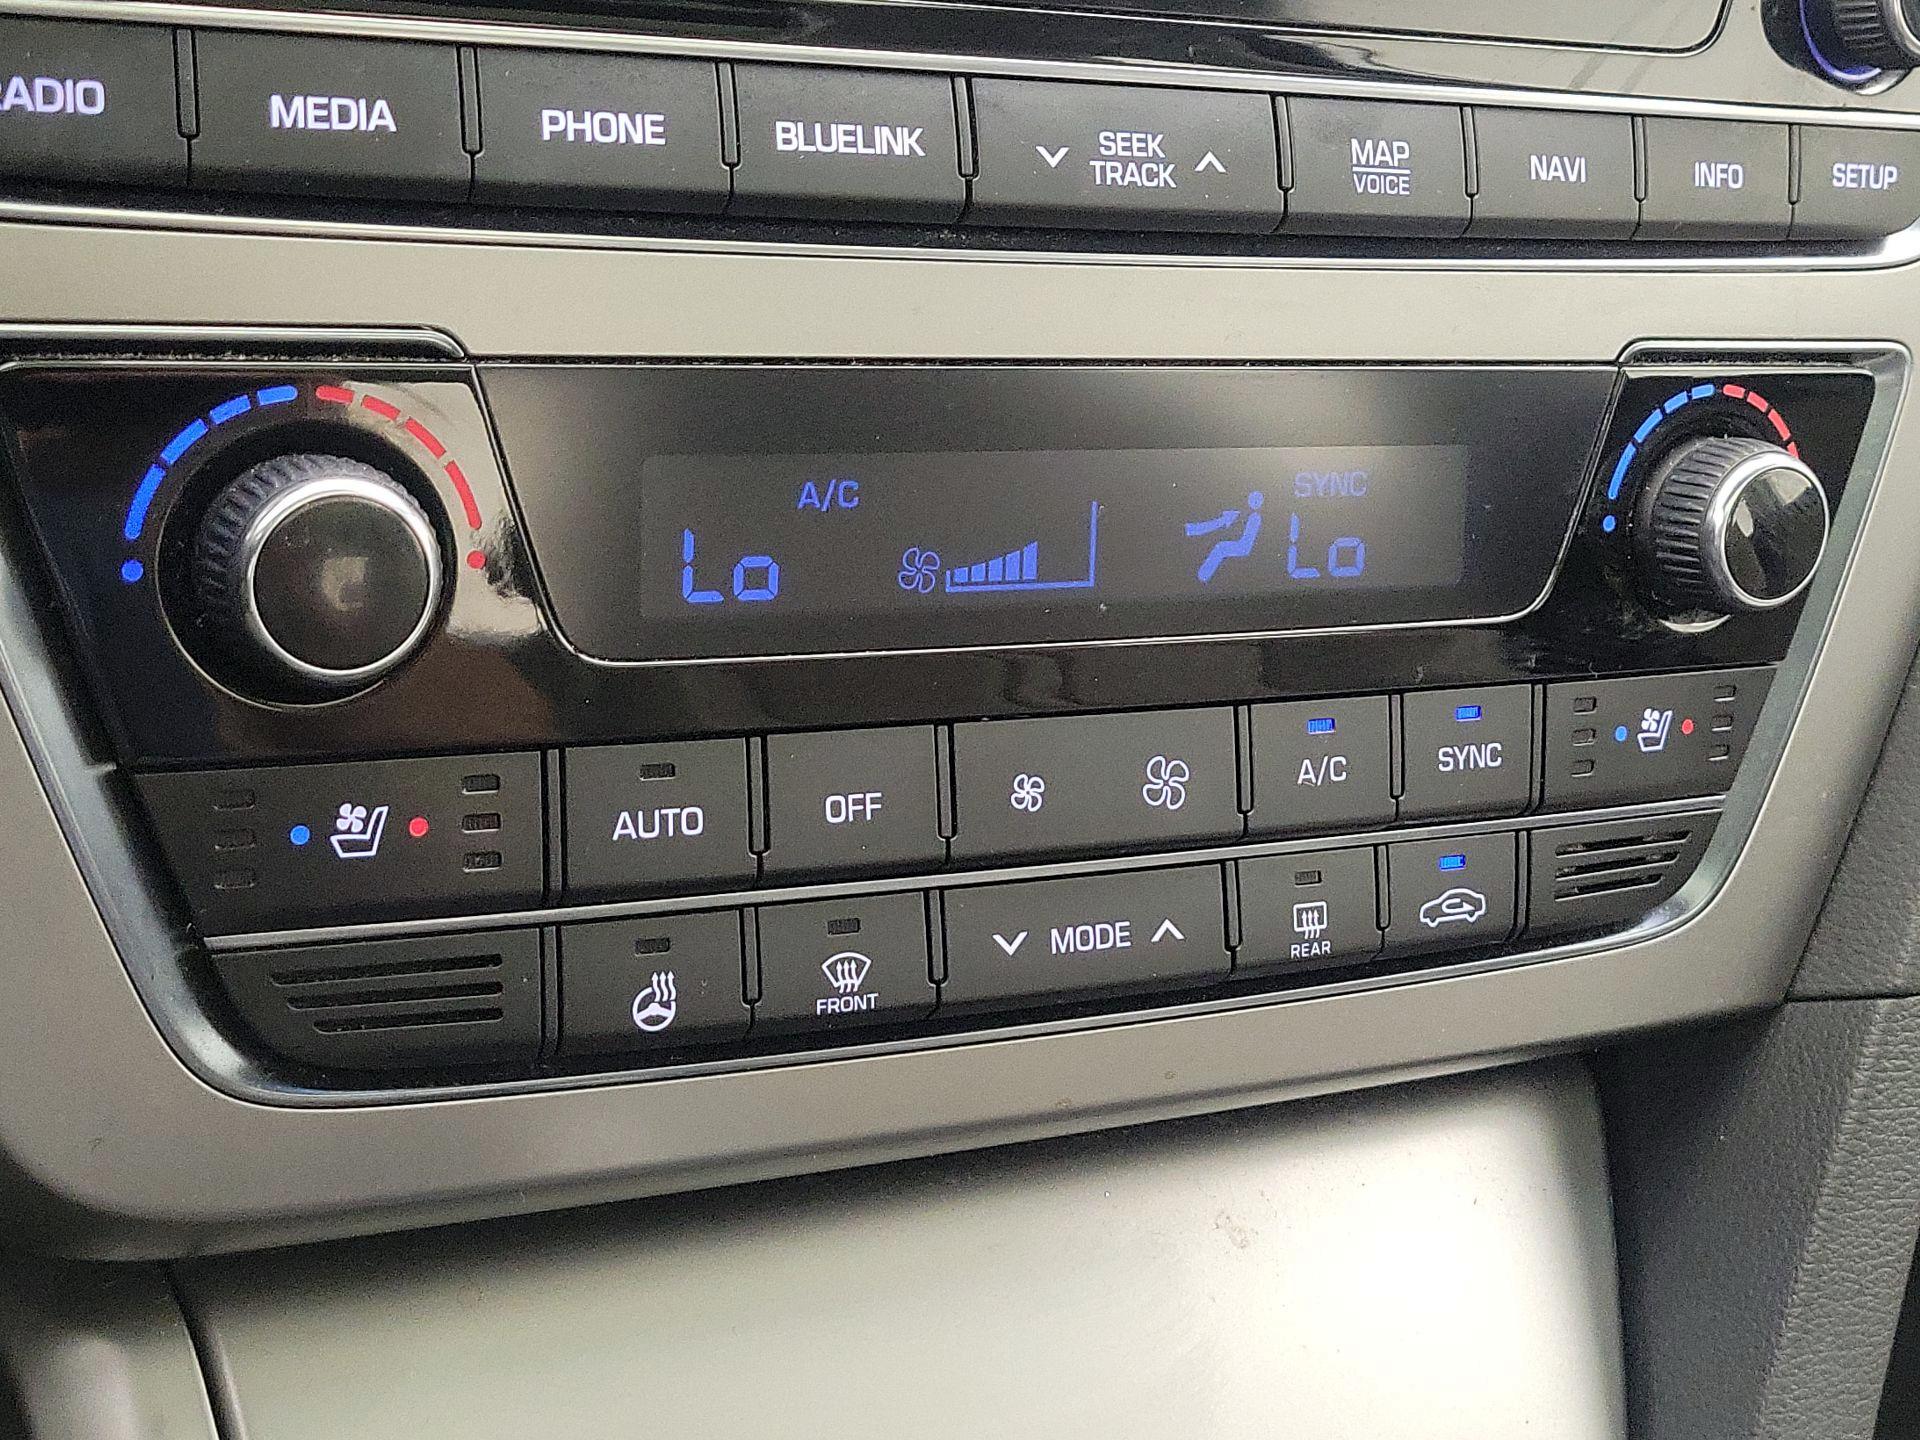 RADIO
MEDIA
PHONE
BLUELINK
SEEK
TRACK
MAP
VOICE
NAVI
INFO
SETUP
A/C
SYNC
Lo
Lo
AUTO
OFF
A/C
SYNC
FRONT
MODE
REAR